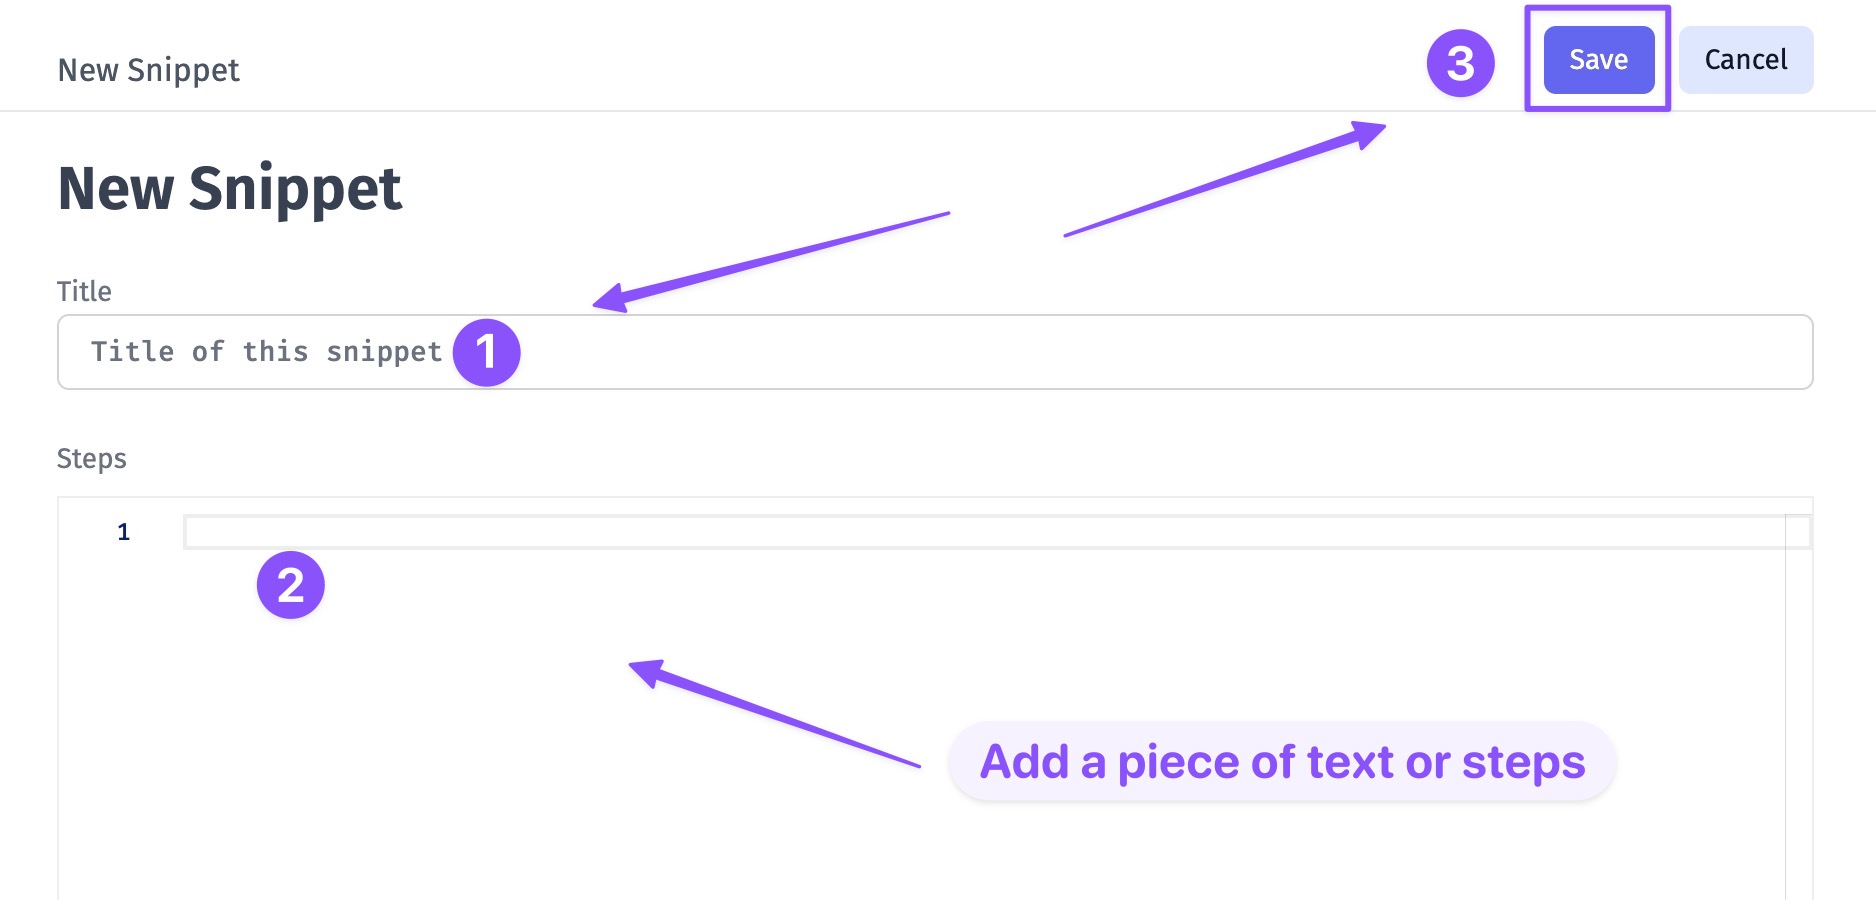 New Snippet
3
Save
Cancel
New Snippet
Title
Title of this snippet
1
Steps
1
2
Add a piece of text or steps